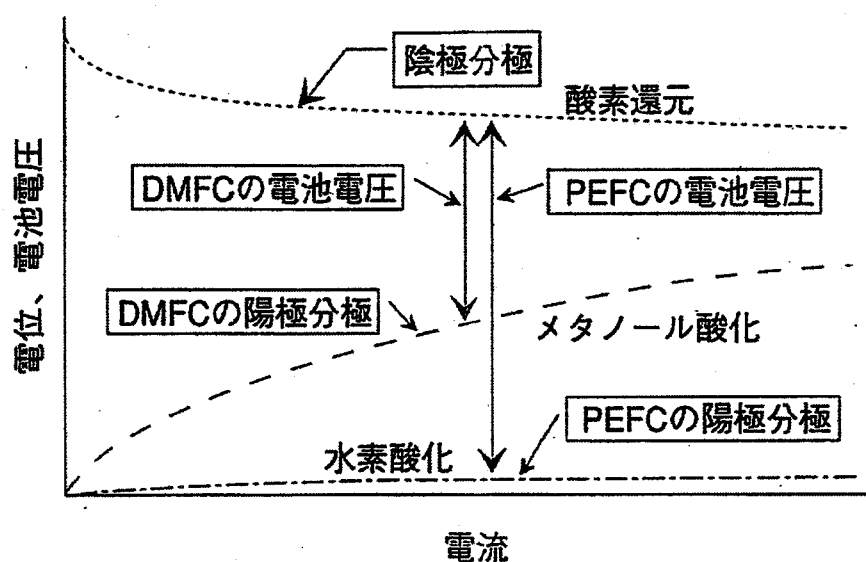 陰極分極
酸素還元
DMFCの電池電圧
PEFCの電池電圧
電位、電池電圧
DMFCの陽極分極
メタノール酸化
PEFCの陽極分極
水素酸化
電流